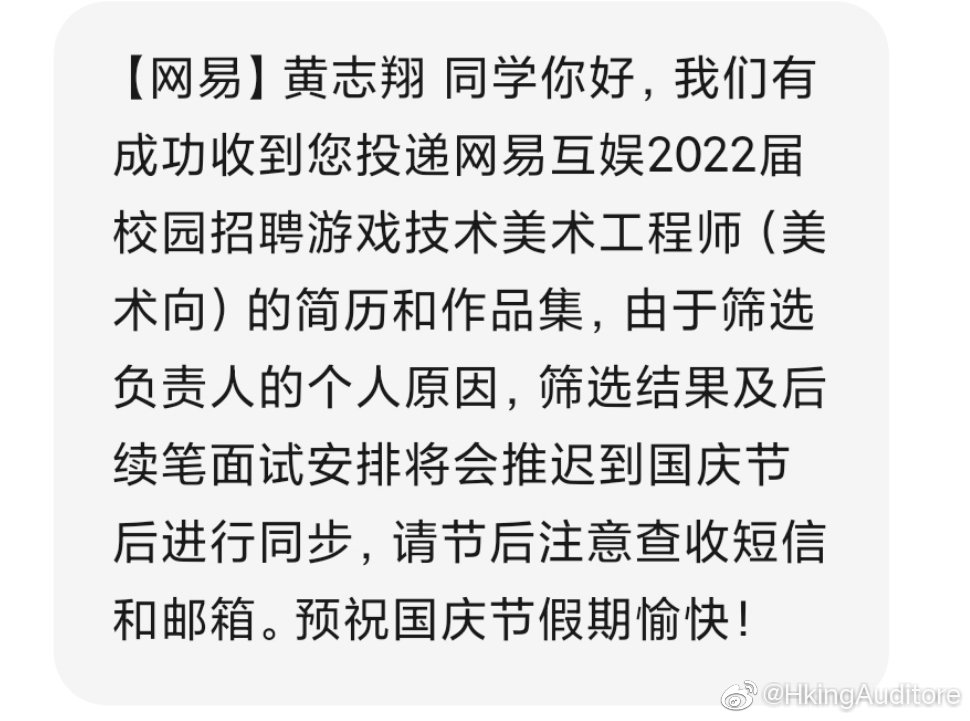 【网易】黄志翔 同学你好，我们有
成功收到您投递网易互娱2022届
校园招聘游戏技术美术工程师（美
术向）的简历和作品集，由于筛选
负责人的个人原因，筛选结果及后
续笔面试安排将会推迟到国庆节
后进行同步，请节后注意查收短信
和邮箱。预祝国庆节假期愉快！
@HkingAuditore